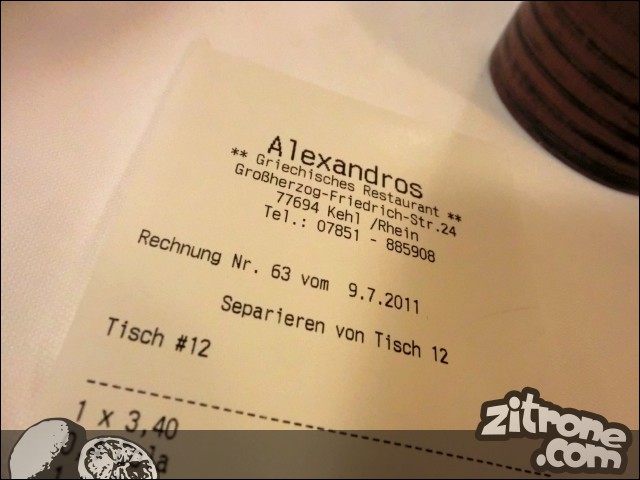 Alexandros
** Griechisches Restaurant **
Großherzog-Friedrich-Str.24
77694 Kehl /Rhein
Tel.: 07851 - 885908
Rechnung Nr. 63 vom 9.7.2011
Separieren von Tisch 12
Tisch #12
1 x 3,40
zitrone
.com